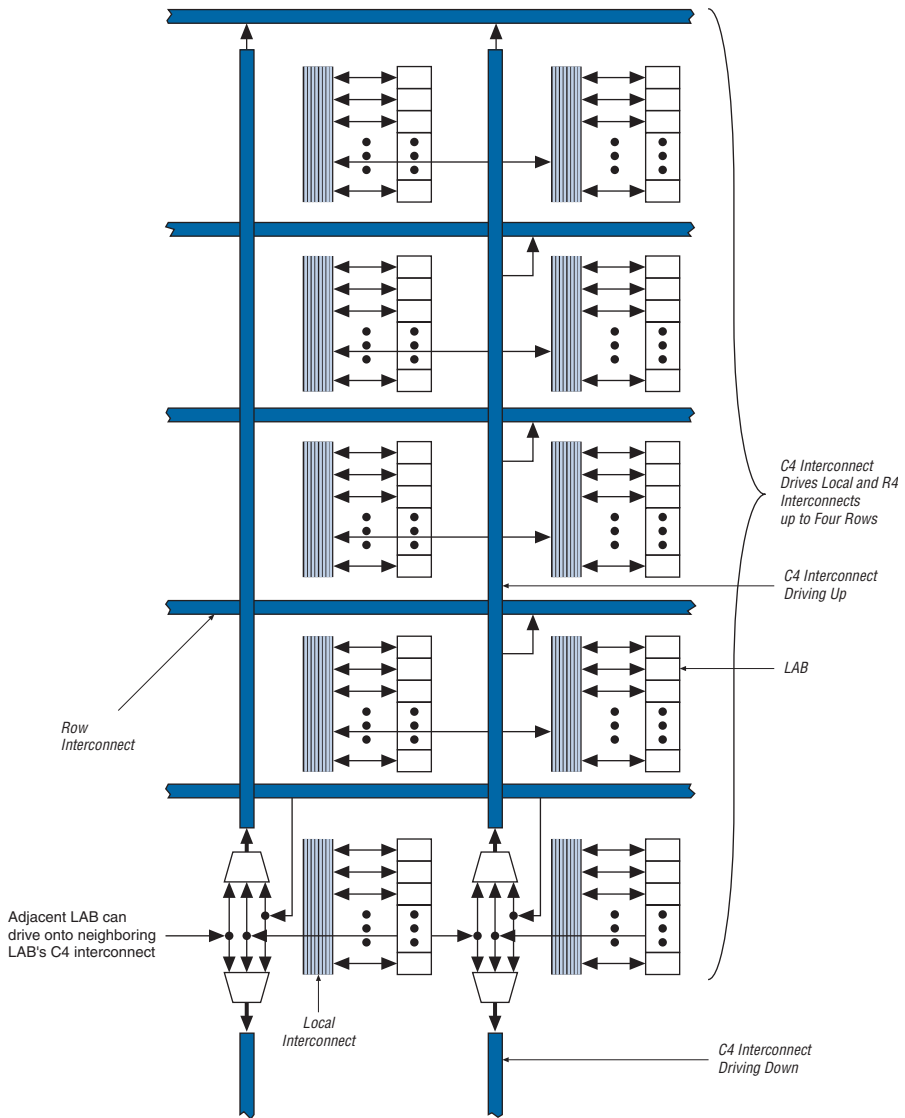 C4 Interconnect
Drives Local and R4
Interconnects
up to Four Rows
C4 Interconnect
Driving Up
LAB
Row
Interconnect
Adjacent LAB can
drive onto neighboring
LAB's C4 interconnect
Local
Interconnect
C4 Interconnect
Driving Down